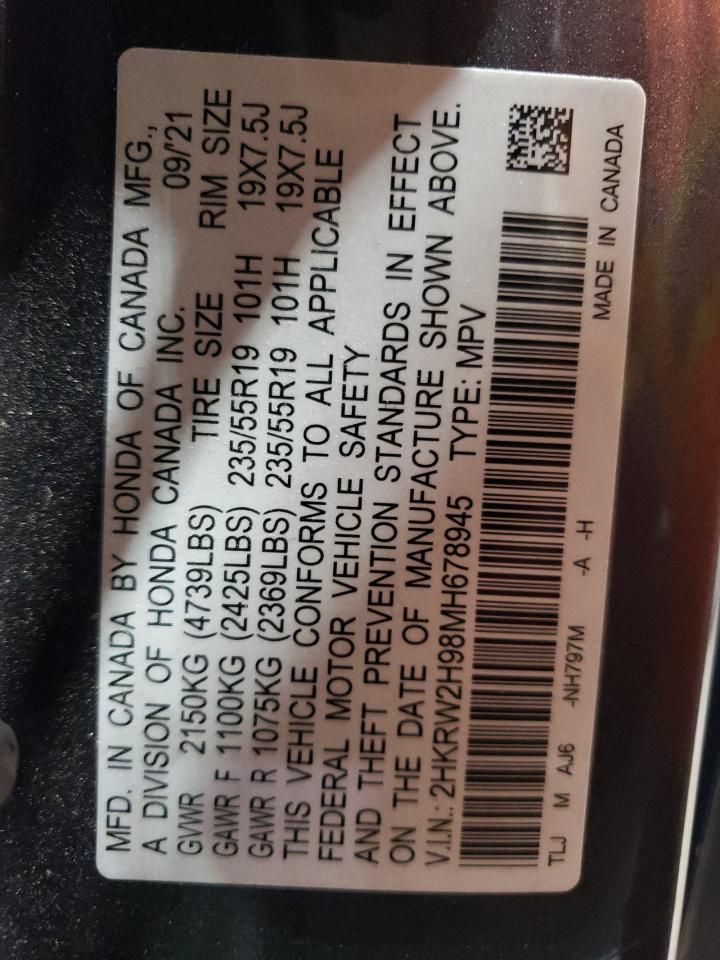 MFD. IN CANADA BY HONDA OF CANADA MFG.,
A DIVISION OF HONDA CANADA INC. 09/'21
GVWR 2150KG (4739LBS) TIRE SIZE RIM SIZE
GAWR F 1100KG (2425LBS) 235/55R19 101H 19X7.5J
GAWR R 1075KG (2369LBS) 235/55R19 101H 19X7.5J
THIS VEHICLE CONFORMS TO ALL APPLICABLE
FEDERAL MOTOR VEHICLE SAFETY
AND THEFT PREVENTION STANDARDS IN EFFECT
ON THE DATE OF MANUFACTURE SHOWN ABOVE.
V.I.N.: 2HKRW2H98MH678945 TYPE: MPV
TLJ M AJ6 -NH797M -A -H
MADE IN CANADA